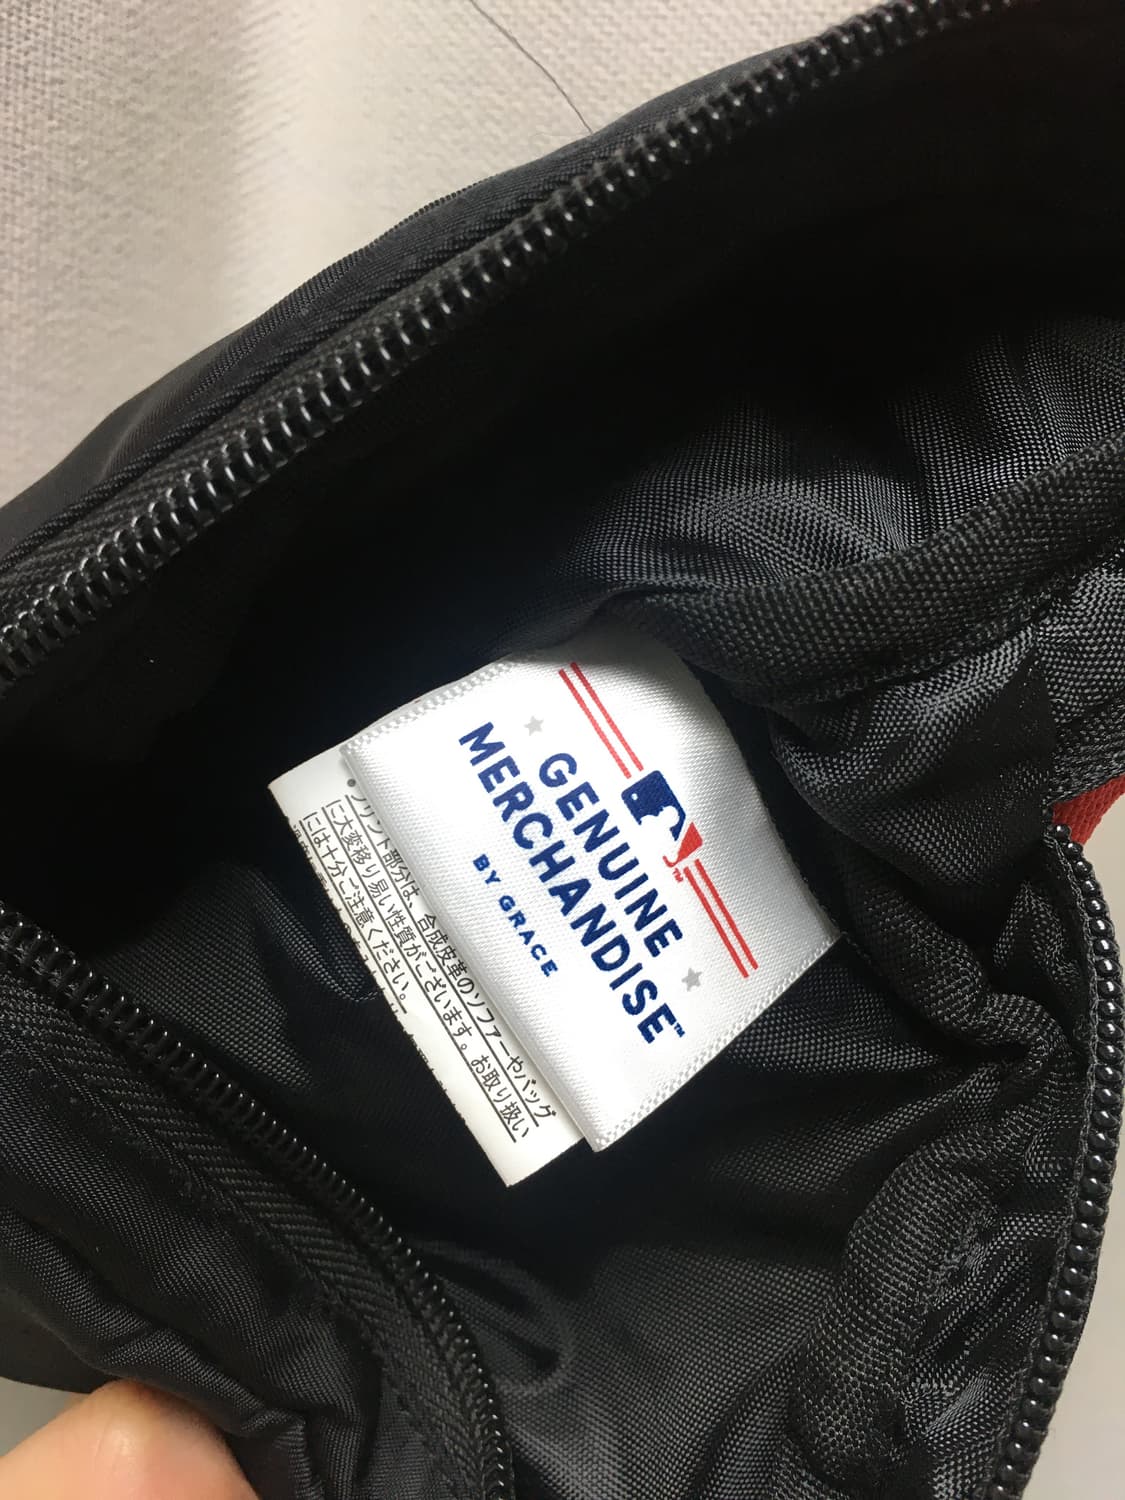 GENUINE
MERCHANDISE™
BY GRACE
TM
•プリント部分は、合成皮革のソファーやバッグ
に大変移り易い性質がございます。お取り扱い
には十分ご注意ください。